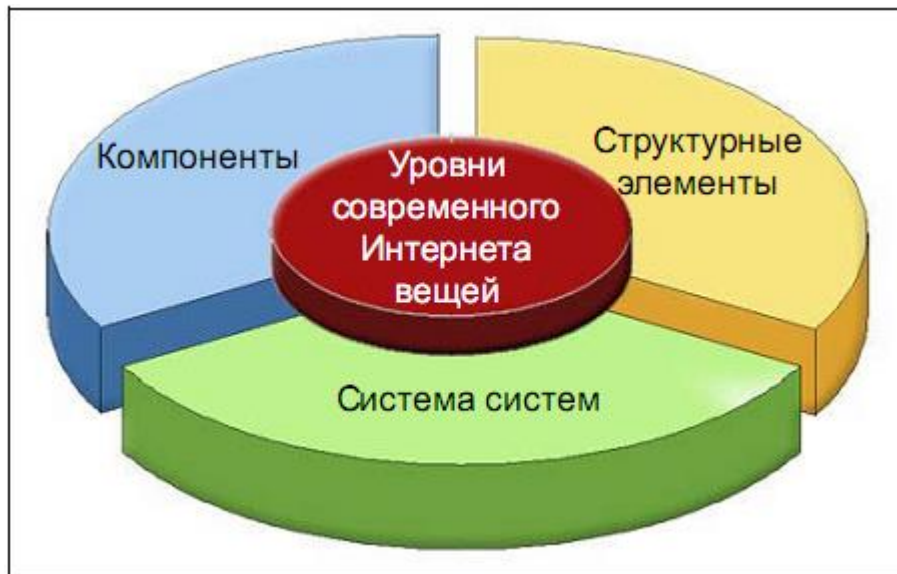 Компоненты
Структурные
элементы
Уровни
современного
Интернета
вещей
Система систем